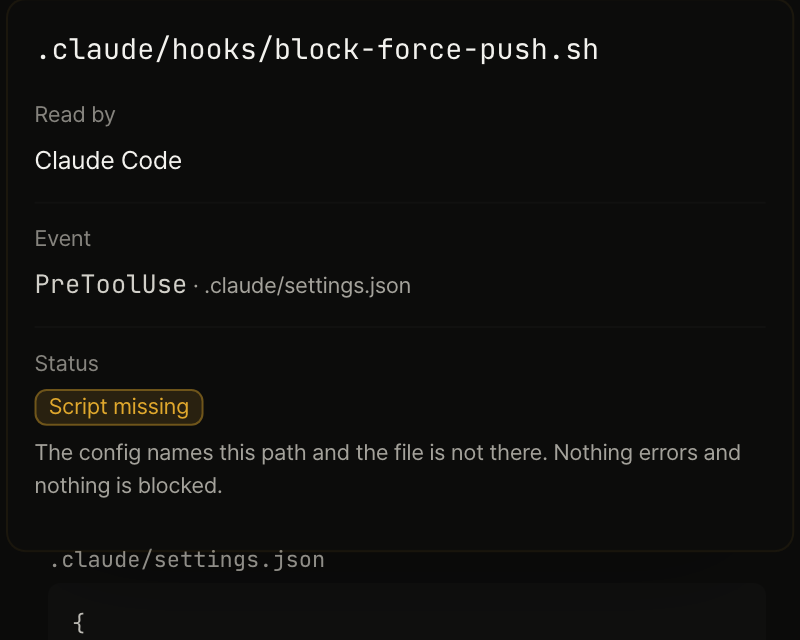 .claude/hooks/block-force-push.sh
Read by
Claude Code
Event
PreToolUse · .claude/settings.json
Status
Script missing
The config names this path and the file is not there. Nothing errors and
nothing is blocked.
.claude/settings.json
{